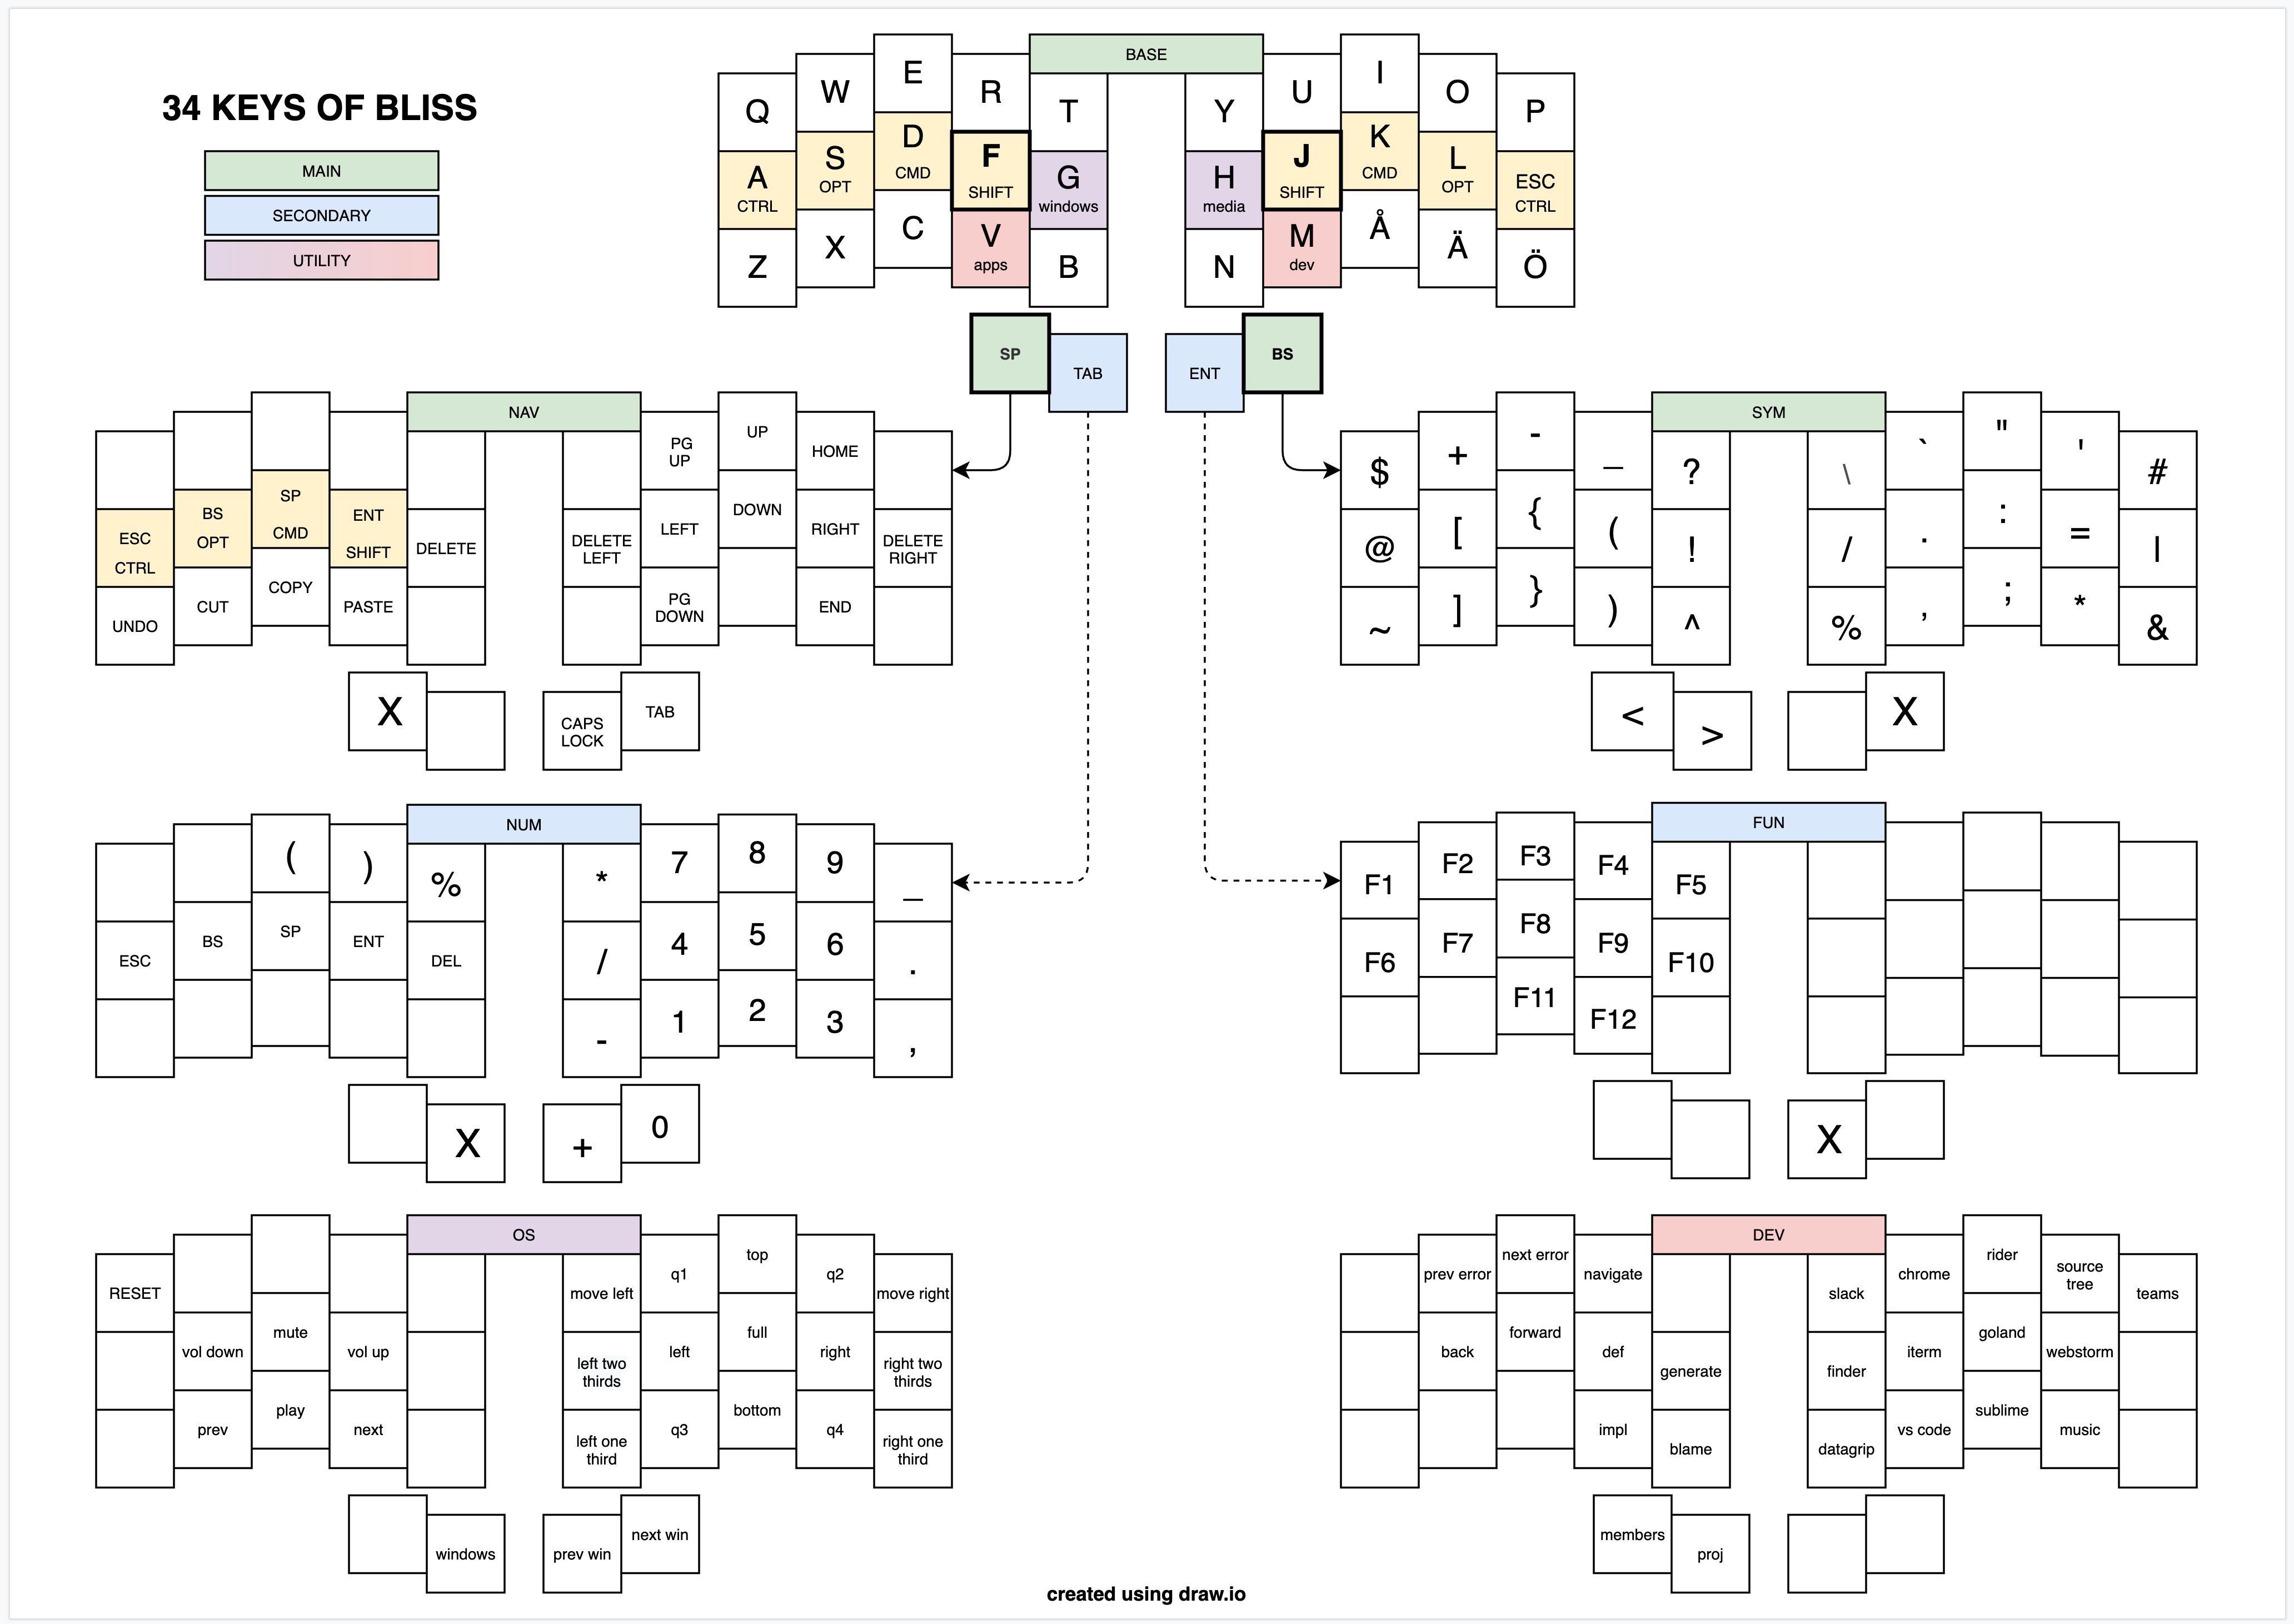 34 KEYS OF BLISS
MAIN
SECONDARY
UTILITY
BASE
Q W E R T Y U I O P
A CTRL
S OPT
D CMD
F SHIFT
G windows
H media
J SHIFT
K CMD
L OPT
ESC CTRL
Z X C
V apps
B N
M dev
Å Ä Ö
SP TAB ENT BS
NAV
PG
UP
UP
HOME
ESC
CTRL
BS
OPT
SP
CMD
ENT
SHIFT
DELETE
DELETE
LEFT
LEFT
DOWN
RIGHT
DELETE
RIGHT
UNDO
CUT
COPY
PASTE
PG
DOWN
END
X
CAPS
LOCK
TAB
SYM
$ + - _ ? \ ` " ' #
@ [ { ( ! / . : = |
~ ] } ) ^ % , ; * &
< > X
NUM
( ) % * 7 8 9 _
ESC BS SP ENT DEL / 4 5 6 .
- 1 2 3 ,
X + 0
FUN
F1 F2 F3 F4 F5
F6 F7 F8 F9 F10
F11 F12
X
OS
RESET
move left
q1
top
q2
move right
vol down
mute
vol up
left two
thirds
left
full
right
right two
thirds
prev
play
next
left one
third
q3
bottom
q4
right one
third
windows
prev win
next win
DEV
prev error
next error
navigate
slack
chrome
rider
source
tree
teams
back
forward
def
generate
finder
iterm
goland
webstorm
impl
blame
datagrip
vs code
sublime
music
members
proj
created using draw.io